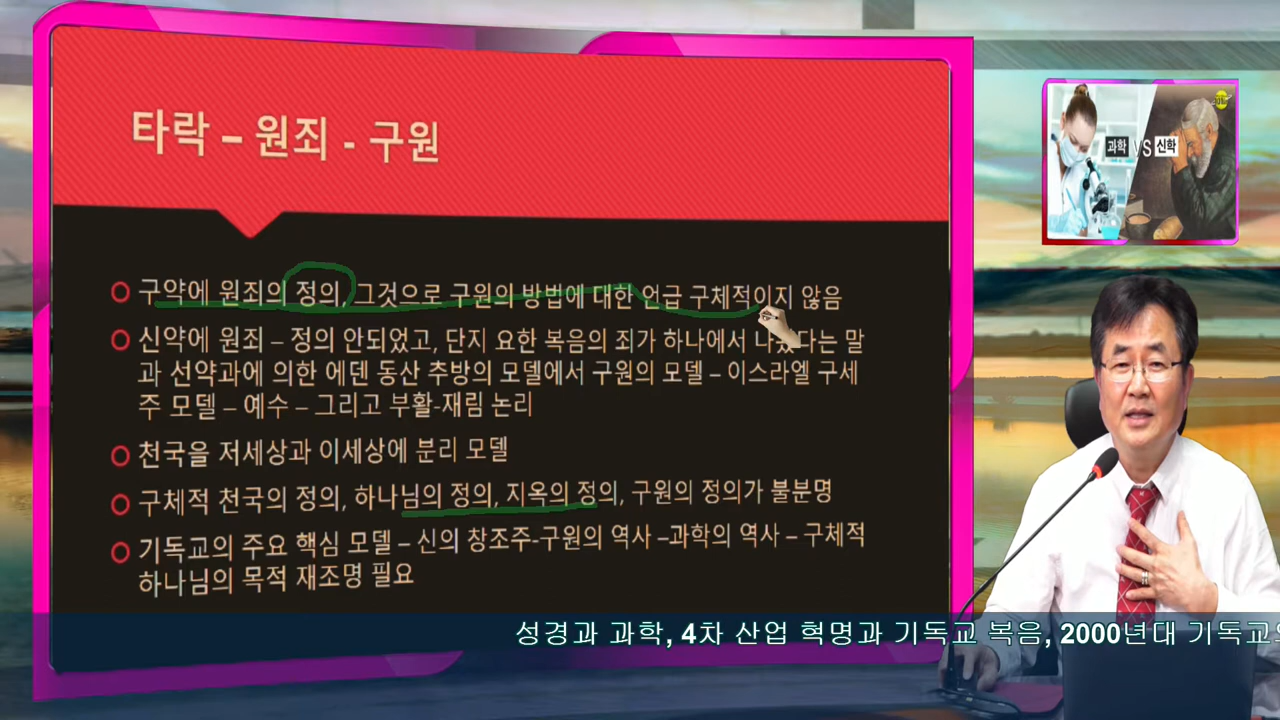 타락 – 원죄 - 구원
구약에 원죄의 정의, 그것으로 구원의 방법에 대한 언급 구체적이지 않음
신약에 원죄 – 정의 안되었고, 단지 요한 복음의 죄가 하나에서 나왔다는 말
과 선악과에 의한 에덴 동산 추방의 모델에서 구원의 모델 – 이스라엘 구세
주 모델 – 예수 – 그리고 부활-재림 논리
천국을 저세상과 이세상에 분리 모델
구체적 천국의 정의, 하나님의 정의, 지옥의 정의, 구원의 정의가 불분명
기독교의 주요 핵심 모델 – 신의 창조주-구원의 역사 –과학의 역사 – 구체적
하나님의 목적 재조명 필요
과학 VS 신학
성경과 과학, 4차 산업 혁명과 기독교 복음, 2000년대 기독교